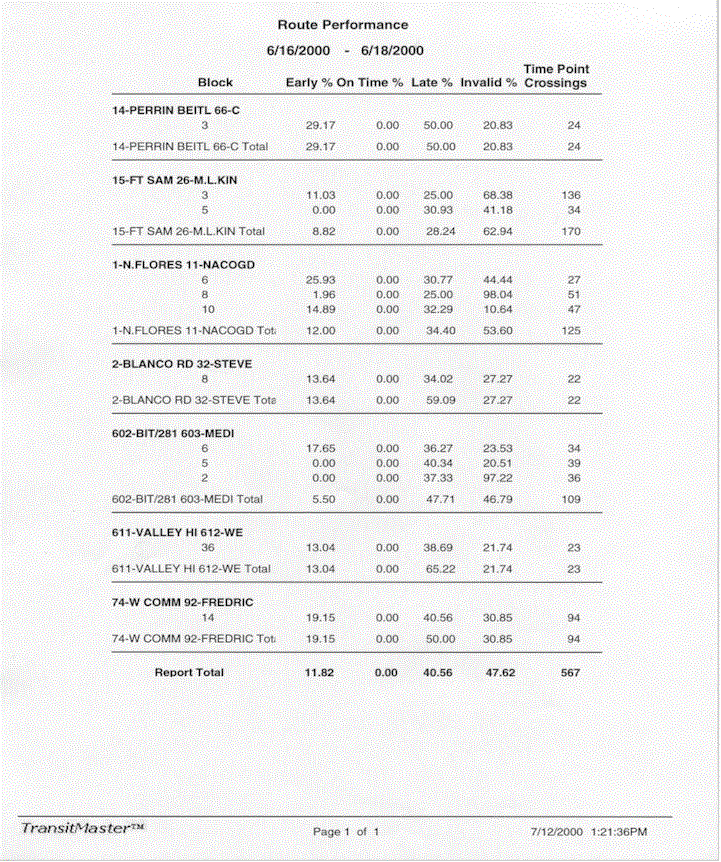 Route Performance
6/16/2000 - 6/18/2000
Time Point
Block Early % On Time % Late % Invalid % Crossings
14-PERRIN BEITL 66-C
3 29.17 0.00 50.00 20.83 24
14-PERRIN BEITL 66-C Total 29.17 0.00 50.00 20.83 24
15-FT SAM 26-M.L.KIN
3 11.03 0.00 25.00 68.38 136
5 0.00 0.00 30.93 41.18 34
15-FT SAM 26-M.L.KIN Total 8.82 0.00 28.24 62.94 170
1-N.FLORES 11-NACOGD
6 25.93 0.00 30.77 44.44 27
8 1.96 0.00 25.00 98.04 51
10 14.89 0.00 32.29 10.64 47
1-N.FLORES 11-NACOGD Tota 12.00 0.00 34.40 53.60 125
2-BLANCO RD 32-STEVE
8 13.64 0.00 34.02 27.27 22
2-BLANCO RD 32-STEVE Tota 13.64 0.00 59.09 27.27 22
602-BIT/281 603-MEDI
6 17.65 0.00 36.27 23.53 34
5 0.00 0.00 40.34 20.51 39
2 0.00 0.00 37.33 97.22 36
602-BIT/281 603-MEDI Total 5.50 0.00 47.71 46.79 109
611-VALLEY HI 612-WE
36 13.04 0.00 38.69 21.74 23
611-VALLEY HI 612-WE Total 13.04 0.00 65.22 21.74 23
74-W COMM 92-FREDRIC
14 19.15 0.00 40.56 30.85 94
74-W COMM 92-FREDRIC Tota 19.15 0.00 50.00 30.85 94
Report Total 11.82 0.00 40.56 47.62 567
TransitMaster™ Page 1 of 1 7/12/2000 1:21:36PM